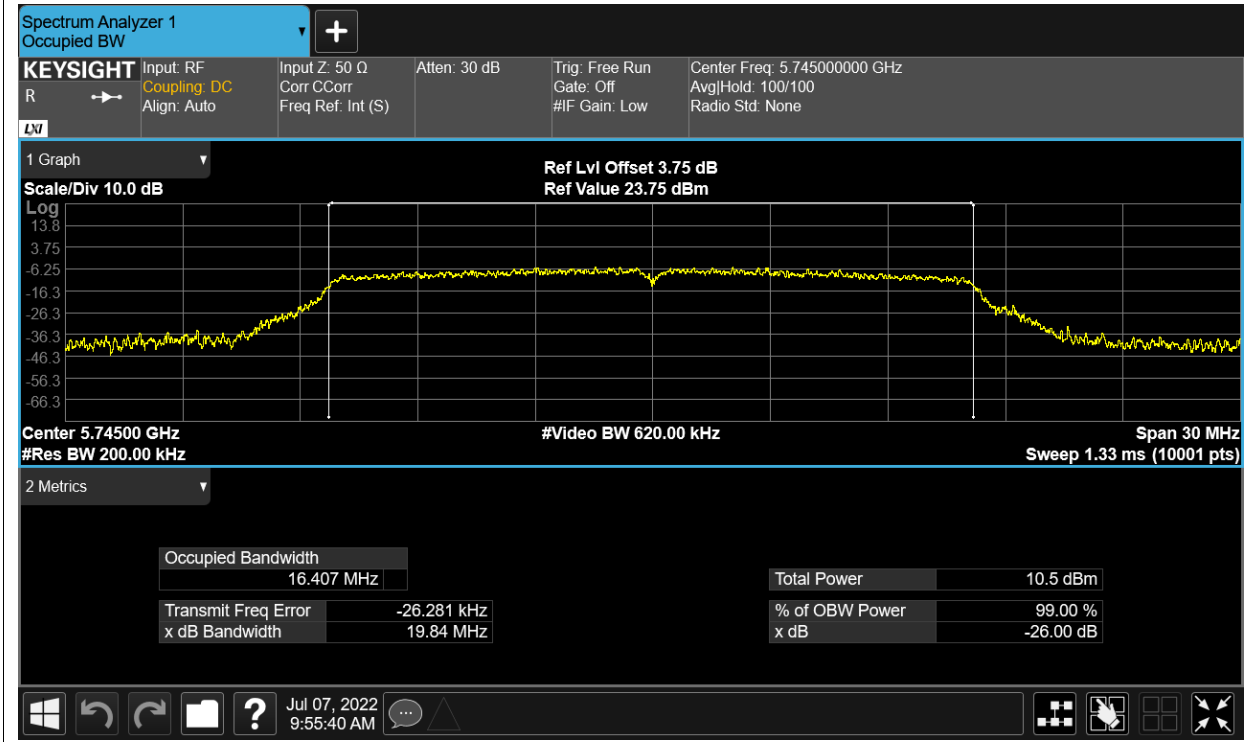 Spectrum Analyzer 1
Occupied BW
KEYSIGHT
R
LXI
Input: RF
Coupling: DC
Align: Auto
Input Z: 50 Ω
Corr CCorr
Freq Ref: Int (S)
Atten: 30 dB
Trig: Free Run
Gate: Off
#IF Gain: Low
Center Freq: 5.745000000 GHz
Avg|Hold: 100/100
Radio Std: None
1 Graph
Scale/Div 10.0 dB
Ref Lvl Offset 3.75 dB
Ref Value 23.75 dBm
Log
13.8
3.75
-6.25
-16.3
-26.3
-36.3
-46.3
-56.3
-66.3
Center 5.74500 GHz
#Video BW 620.00 kHz
Span 30 MHz
#Res BW 200.00 kHz
Sweep 1.33 ms (10001 pts)
2 Metrics
Occupied Bandwidth
16.407 MHz
Total Power 10.5 dBm
Transmit Freq Error -26.281 kHz
% of OBW Power 99.00 %
x dB Bandwidth 19.84 MHz
x dB -26.00 dB
?
Jul 07, 2022
9:55:40 AM